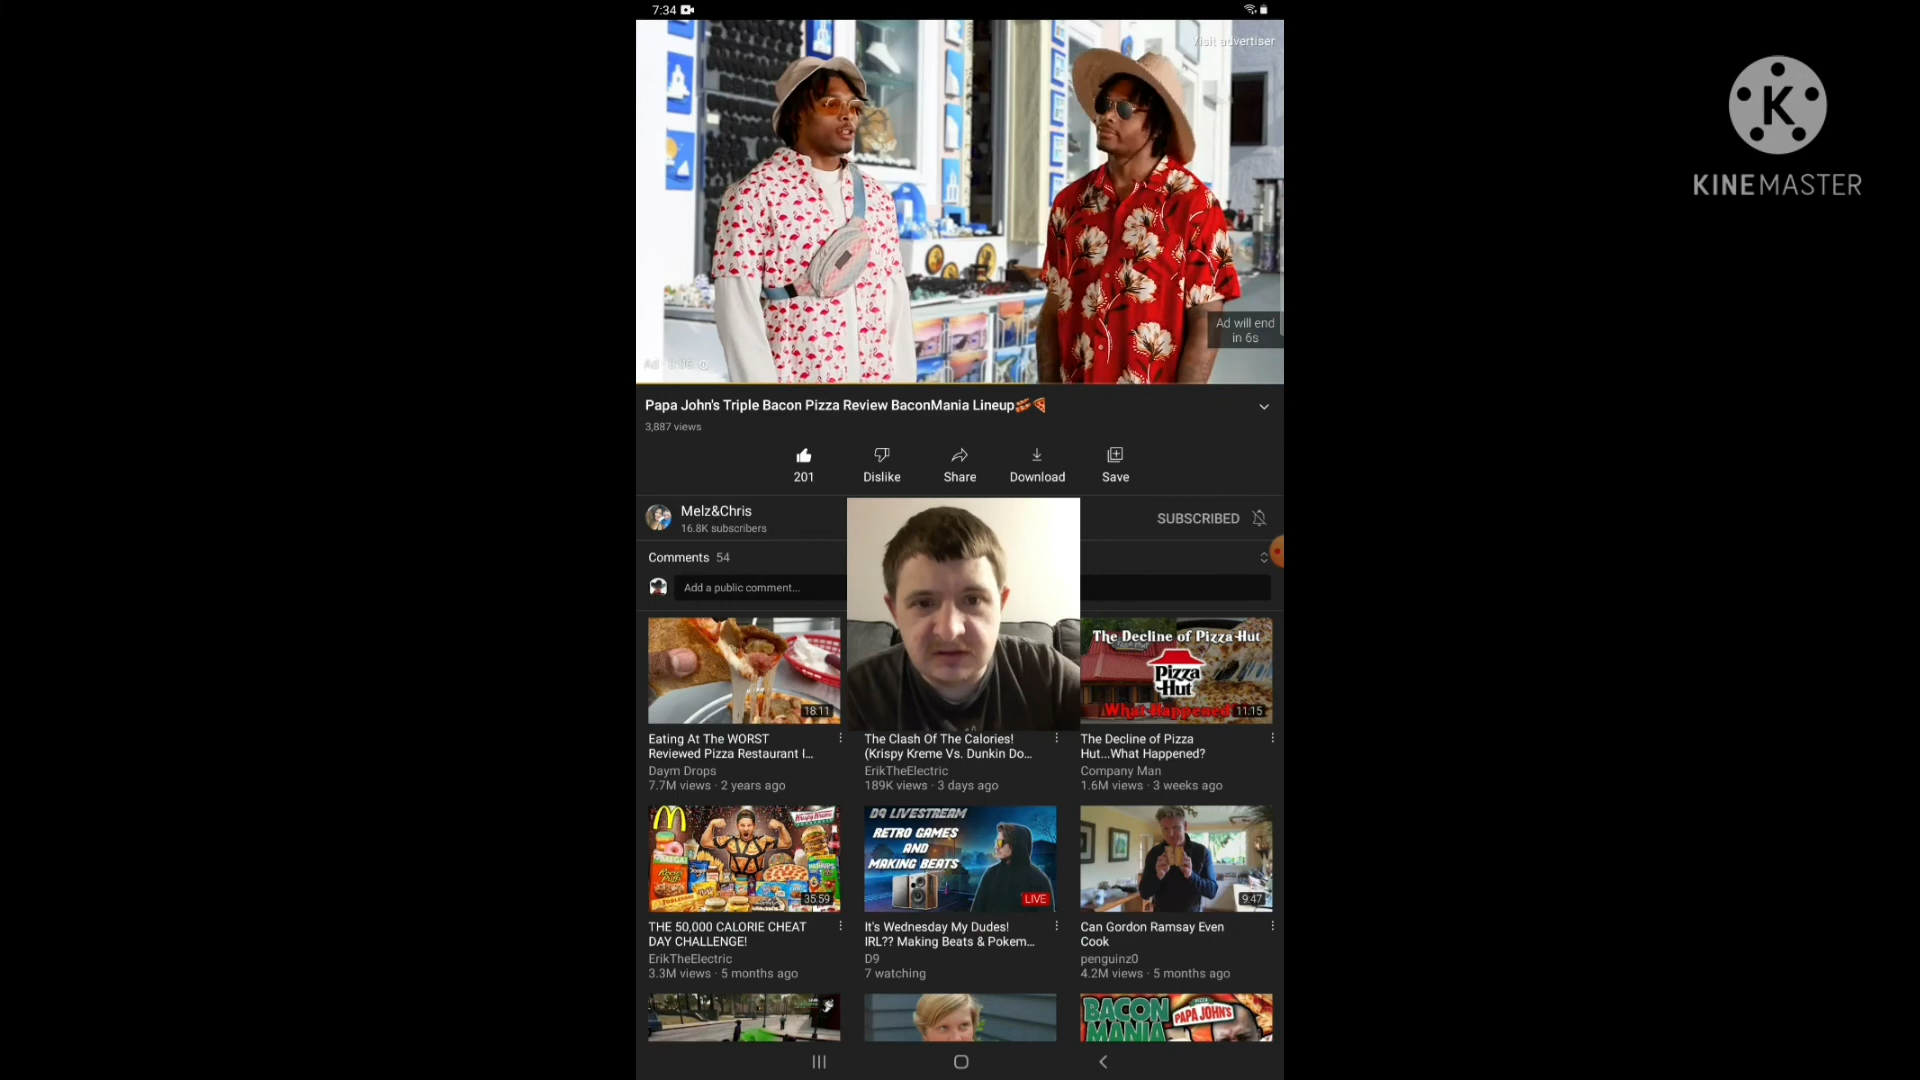 7:34
Visit advertiser
KINEMASTER
Ad will end
in 6s
Papa John's Triple Bacon Pizza Review BaconMania Lineup🥓🍕
3,887 views
201
Dislike
Share
Download
Save
Melz&Chris
16.8K subscribers
SUBSCRIBED
Comments 54
Add a public comment...
18:11
The Decline of Pizza Hut
Pizza
Hut
What Happened
11:15
Eating At The WORST
Reviewed Pizza Restaurant I...
Daym Drops
7.7M views · 2 years ago
The Clash Of The Calories!
(Krispy Kreme Vs. Dunkin Do...
ErikTheElectric
189K views · 3 days ago
The Decline of Pizza
Hut...What Happened?
Company Man
1.6M views · 3 weeks ago
35:59
D9 LIVESTREAM
RETRO GAMES
AND
MAKING BEATS
LIVE
9:47
THE 50,000 CALORIE CHEAT
DAY CHALLENGE!
ErikTheElectric
3.3M views · 5 months ago
It's Wednesday My Dudes!
IRL?? Making Beats & Pokem...
D9
7 watching
Can Gordon Ramsay Even
Cook
penguinz0
4.2M views · 5 months ago
BACON
MANIA
PAPA JOHN'S